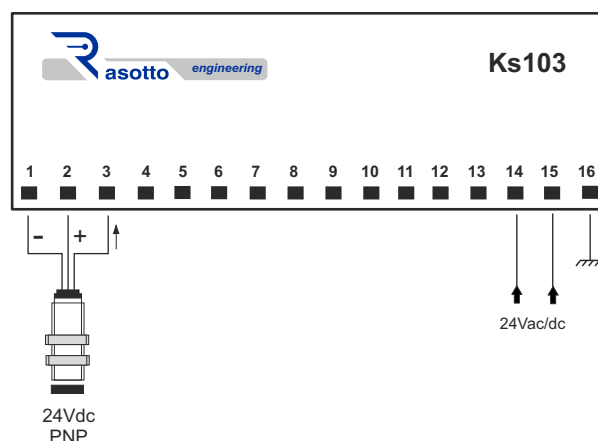 Rasotto engineering
Ks103
1 2 3 4 5 6 7 8 9 10 11 12 13 14 15 16
- +
24Vac/dc
24Vdc
PNP